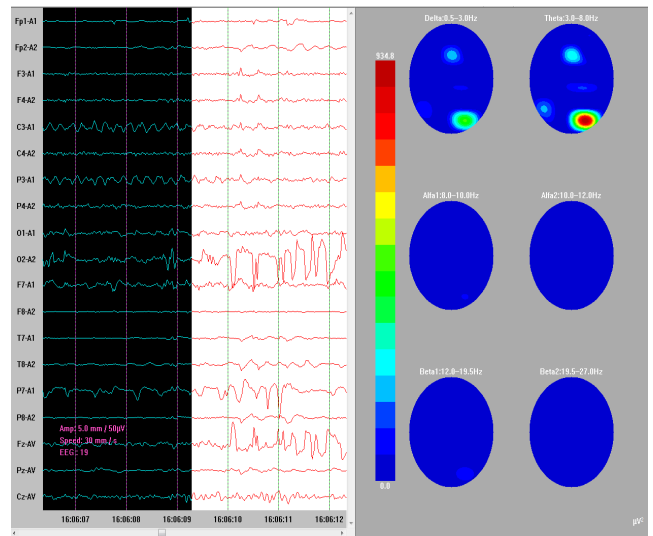 Fp1-A1
Fp2-A2
F3-A1
F4-A2
C3-A1
C4-A2
P3-A1
P4-A2
O1-A1
O2-A2
F7-A1
F8-A2
T7-A1
T8-A2
P7-A1
P8-A2
Fz-AV
Pz-AV
Cz-AV
Amp: 5.0 mm / 50µV
Speed: 30 mm / s
EEG : 19
16:06:07 16:06:08 16:06:09 16:06:10 16:06:11 16:06:12
Delta:0.5-3.0Hz Theta:3.0-8.0Hz
934.8
Alfa1:8.0-10.0Hz Alfa2:10.0-12.0Hz
Beta1:12.0-19.5Hz Beta2:19.5-27.0Hz
0.0
µV²